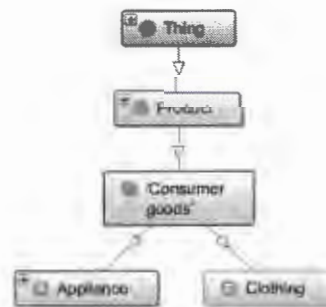 Thing
Product
'Consumer
goods'
Appliance
Clothing